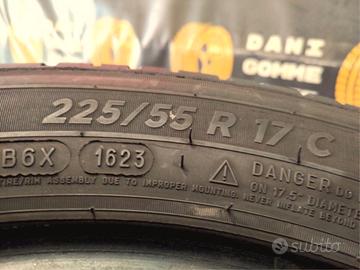 DANI
COMME
225/55 R 17 C
B6X 1623 DANGER
TIRE/RIM ASSEMBLY DUE TO IMPROPER MOUNTING. ON 17.5" DIAMETE
NEVER INFLATE BEYOND
subito